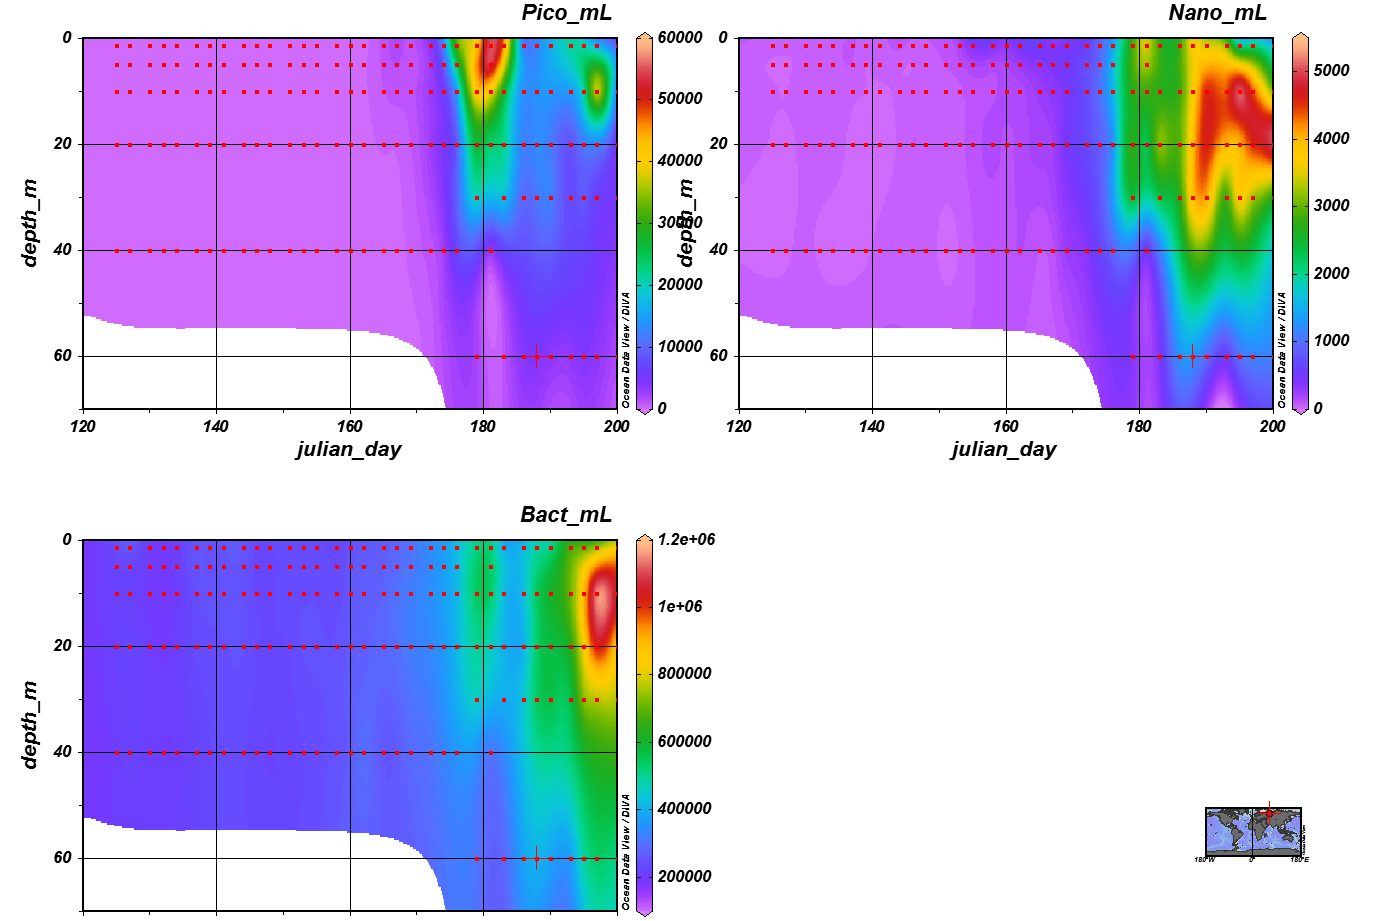 Pico_mL
Nano_mL
0
20
40
60
depth_m
120
140
160
180
200
julian_day
60000
50000
40000
30000
20000
10000
0
Ocean Data View / DIVA
0
20
40
60
depth_m
120
140
160
180
200
julian_day
5000
4000
3000
2000
1000
0
Ocean Data View / DIVA
Bact_mL
0
20
40
60
depth_m
1.2e+06
1e+06
800000
600000
400000
200000
Ocean Data View / DIVA
180°W
0°
180°E